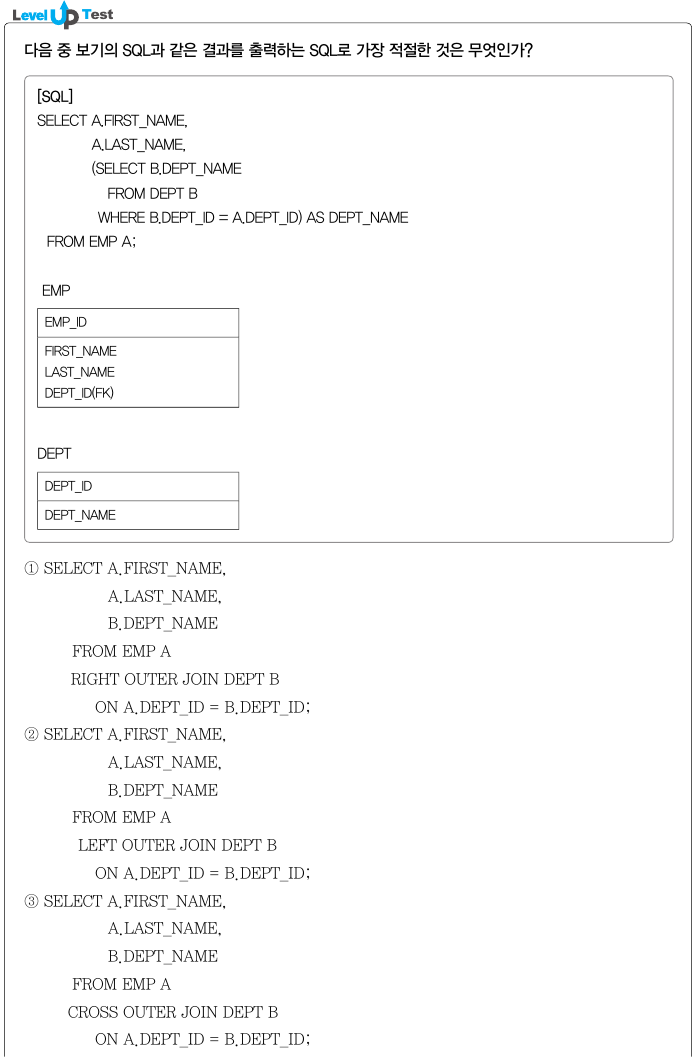 Level Up Test
다음 중 보기의 SQL과 같은 결과를 출력하는 SQL로 가장 적절한 것은 무엇인가?
[SQL]
SELECT A.FIRST_NAME,
A.LAST_NAME,
(SELECT B.DEPT_NAME
FROM DEPT B
WHERE B.DEPT_ID = A.DEPT_ID) AS DEPT_NAME
FROM EMP A;
EMP
EMP_ID
FIRST_NAME
LAST_NAME
DEPT_ID(FK)
DEPT
DEPT_ID
DEPT_NAME
① SELECT A.FIRST_NAME,
A.LAST_NAME,
B.DEPT_NAME
FROM EMP A
RIGHT OUTER JOIN DEPT B
ON A.DEPT_ID = B.DEPT_ID;
② SELECT A.FIRST_NAME,
A.LAST_NAME,
B.DEPT_NAME
FROM EMP A
LEFT OUTER JOIN DEPT B
ON A.DEPT_ID = B.DEPT_ID;
③ SELECT A.FIRST_NAME,
A.LAST_NAME,
B.DEPT_NAME
FROM EMP A
CROSS OUTER JOIN DEPT B
ON A.DEPT_ID = B.DEPT_ID;